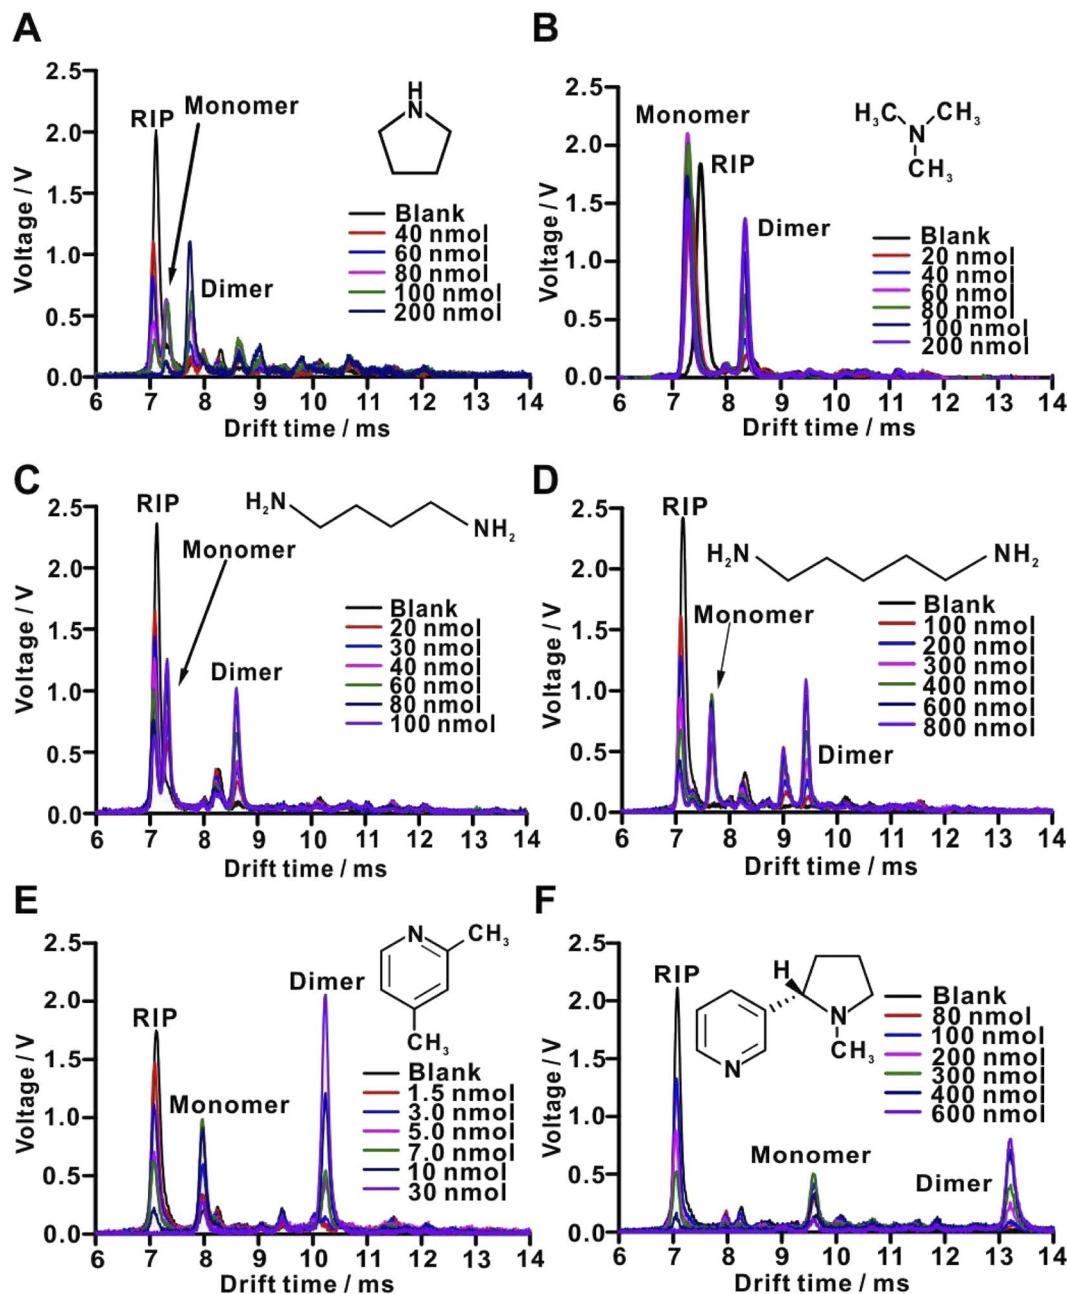 A
2.5
2.0
1.5
1.0
0.5
0.0
Voltage / V
RIP
Monomer
Dimer
H
N
Blank
40 nmol
60 nmol
80 nmol
100 nmol
200 nmol
6 7 8 9 10 11 12 13 14
Drift time / ms
B
2.5
2.0
1.5
1.0
0.5
0.0
Voltage / V
Monomer
RIP
Dimer
H₃C CH₃
N
CH₃
Blank
20 nmol
40 nmol
60 nmol
80 nmol
100 nmol
200 nmol
6 7 8 9 10 11 12 13 14
Drift time / ms
C
2.5
2.0
1.5
1.0
0.5
0.0
Voltage / V
RIP
Monomer
Dimer
H₂N
NH₂
Blank
20 nmol
30 nmol
40 nmol
60 nmol
80 nmol
100 nmol
6 7 8 9 10 11 12 13 14
Drift time / ms
D
2.5
2.0
1.5
1.0
0.5
0.0
Voltage / V
RIP
Monomer
Dimer
H₂N NH₂
Blank
100 nmol
200 nmol
300 nmol
400 nmol
600 nmol
800 nmol
6 7 8 9 10 11 12 13 14
Drift time / ms
E
2.5
2.0
1.5
1.0
0.5
0.0
Voltage / V
RIP
Monomer
Dimer
N CH₃
CH₃
Blank
1.5 nmol
3.0 nmol
5.0 nmol
7.0 nmol
10 nmol
30 nmol
6 7 8 9 10 11 12 13 14
Drift time / ms
F
2.5
2.0
1.5
1.0
0.5
0.0
Voltage / V
RIP
Monomer
Dimer
H
N
CH₃
N
Blank
80 nmol
100 nmol
200 nmol
300 nmol
400 nmol
600 nmol
6 7 8 9 10 11 12 13 14
Drift time / ms